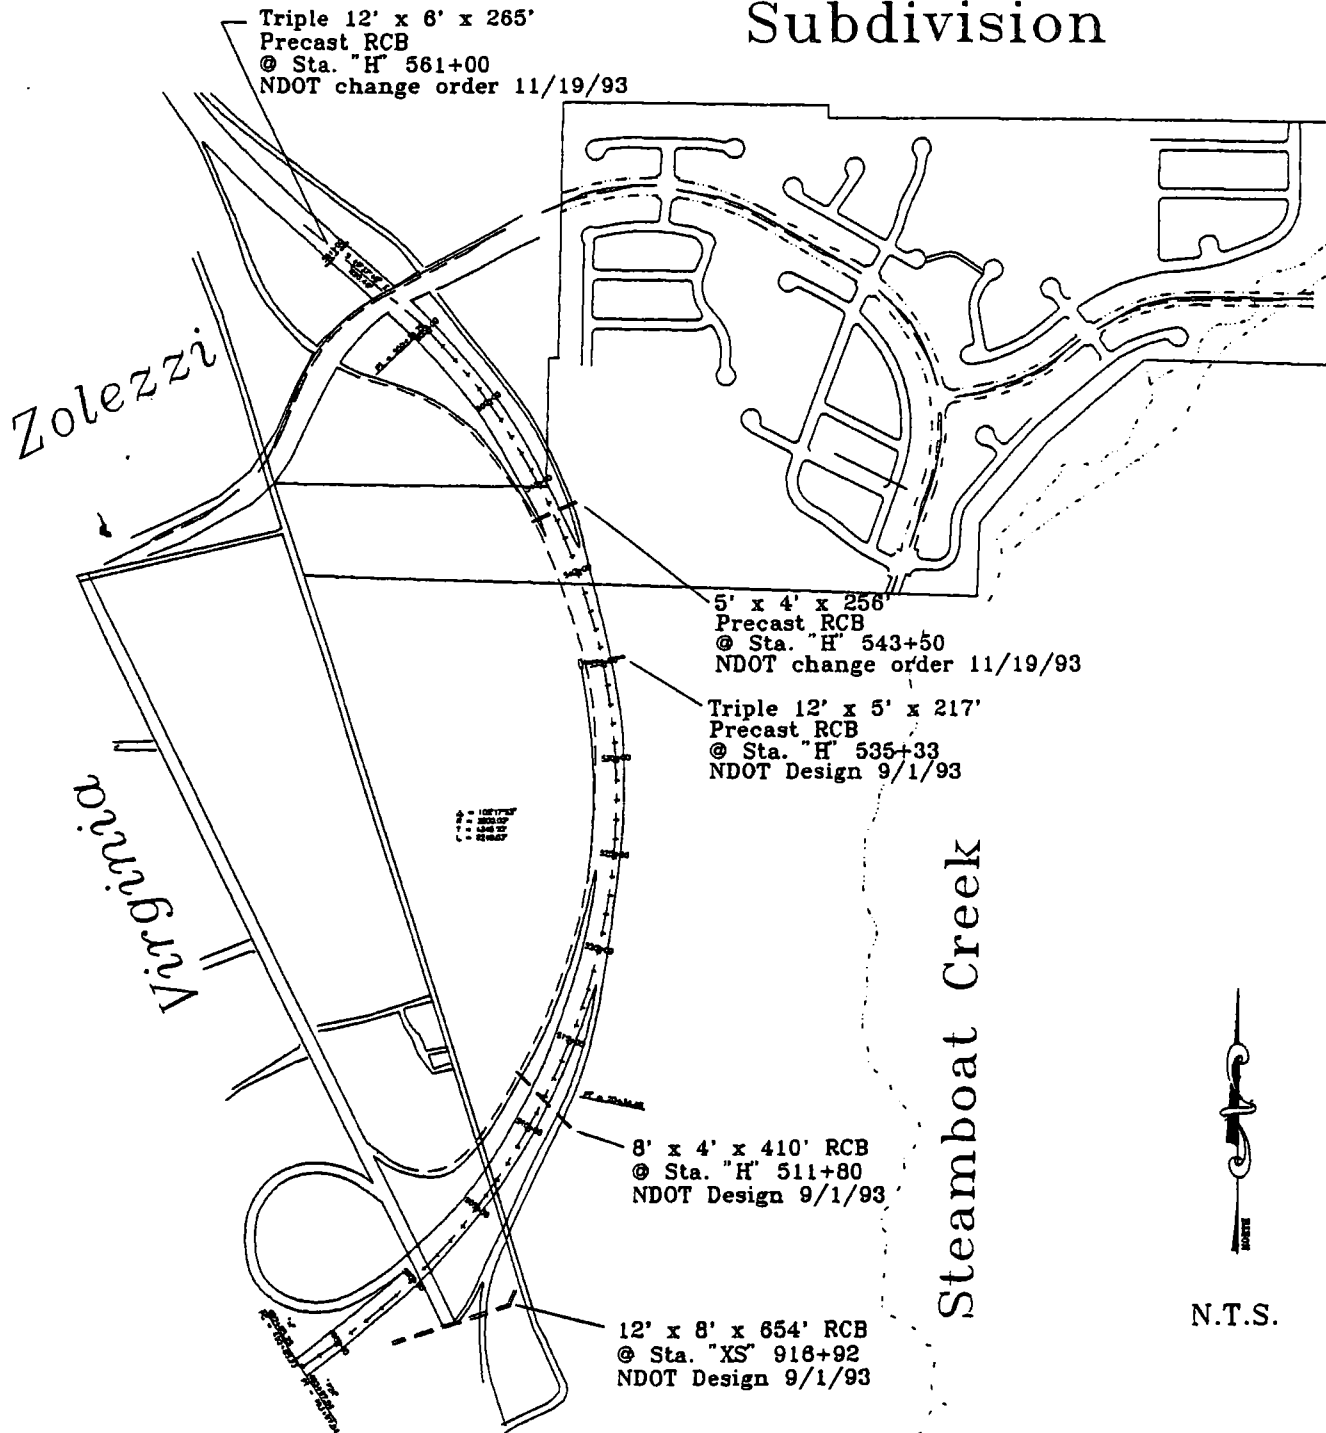 Triple 12' x 6' x 265'
Precast RCB
@ Sta. "H" 561+00
NDOT change order 11/19/93
Subdivision
Zolezzi
5' x 4' x 256'
Precast RCB
@ Sta. "H" 543+50
NDOT change order 11/19/93
Triple 12' x 5' x 217'
Precast RCB
@ Sta. "H" 535+33
NDOT Design 9/1/93
Virginia
Steamboat Creek
8' x 4' x 410' RCB
@ Sta. "H" 511+80
NDOT Design 9/1/93
NORTH
N.T.S.
12' x 8' x 654' RCB
@ Sta. "XS" 916+92
NDOT Design 9/1/93